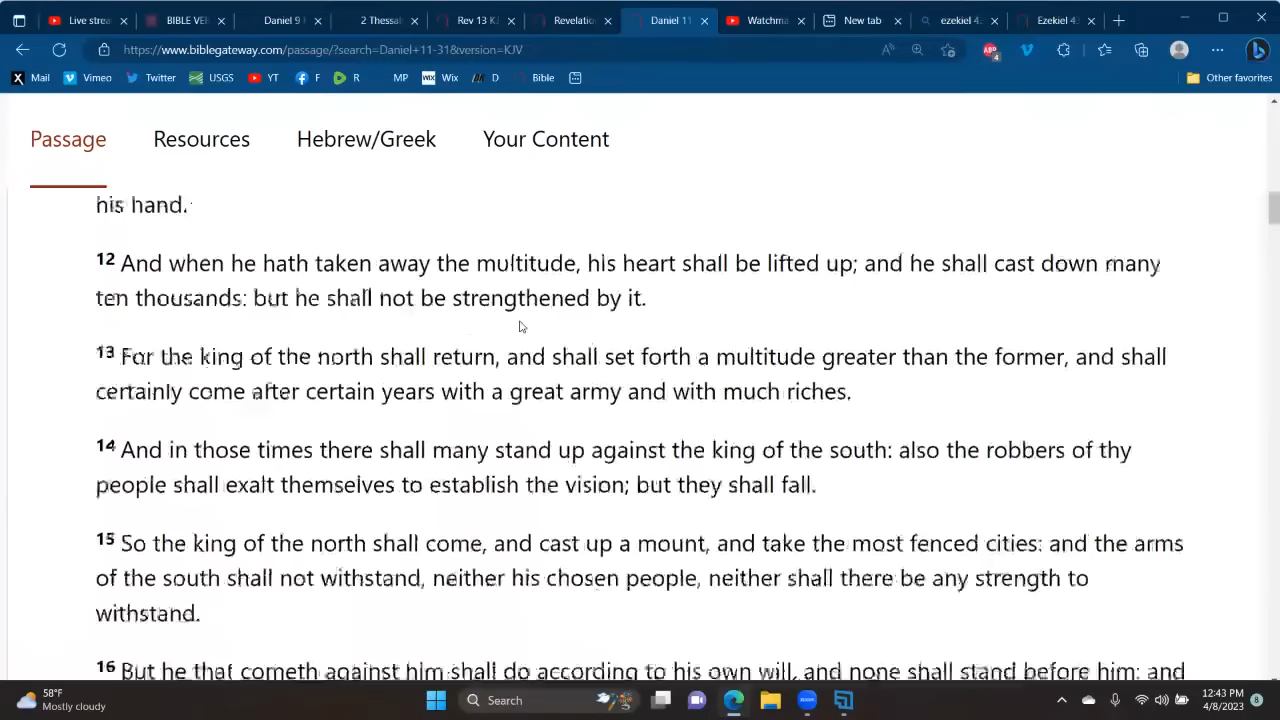 Live strea
BIBLE VE
Daniel 9
2 Thessa
Rev 13 KJ
Revelatio
Daniel 11
Watchma
New tab
ezekiel 4
Ezekiel 4
https://www.biblegateway.com/passage/?search=Daniel+11-31&version=KJV
Mail Vimeo Twitter USGS YT F R MP WIX Wix D Bible Other favorites
Passage Resources Hebrew/Greek Your Content
his hand.
12 And when he hath taken away the multitude, his heart shall be lifted up; and he shall cast down many
ten thousands: but he shall not be strengthened by it.
13 For the king of the north shall return, and shall set forth a multitude greater than the former, and shall
certainly come after certain years with a great army and with much riches.
14 And in those times there shall many stand up against the king of the south: also the robbers of thy
people shall exalt themselves to establish the vision; but they shall fall.
15 So the king of the north shall come, and cast up a mount, and take the most fenced cities: and the arms
of the south shall not withstand, neither his chosen people, neither shall there be any strength to
withstand.
16 But he that cometh against him shall do according to his own will, and none shall stand before him: and
58°F
Mostly cloudy
Search
12:43 PM
4/8/2023
8